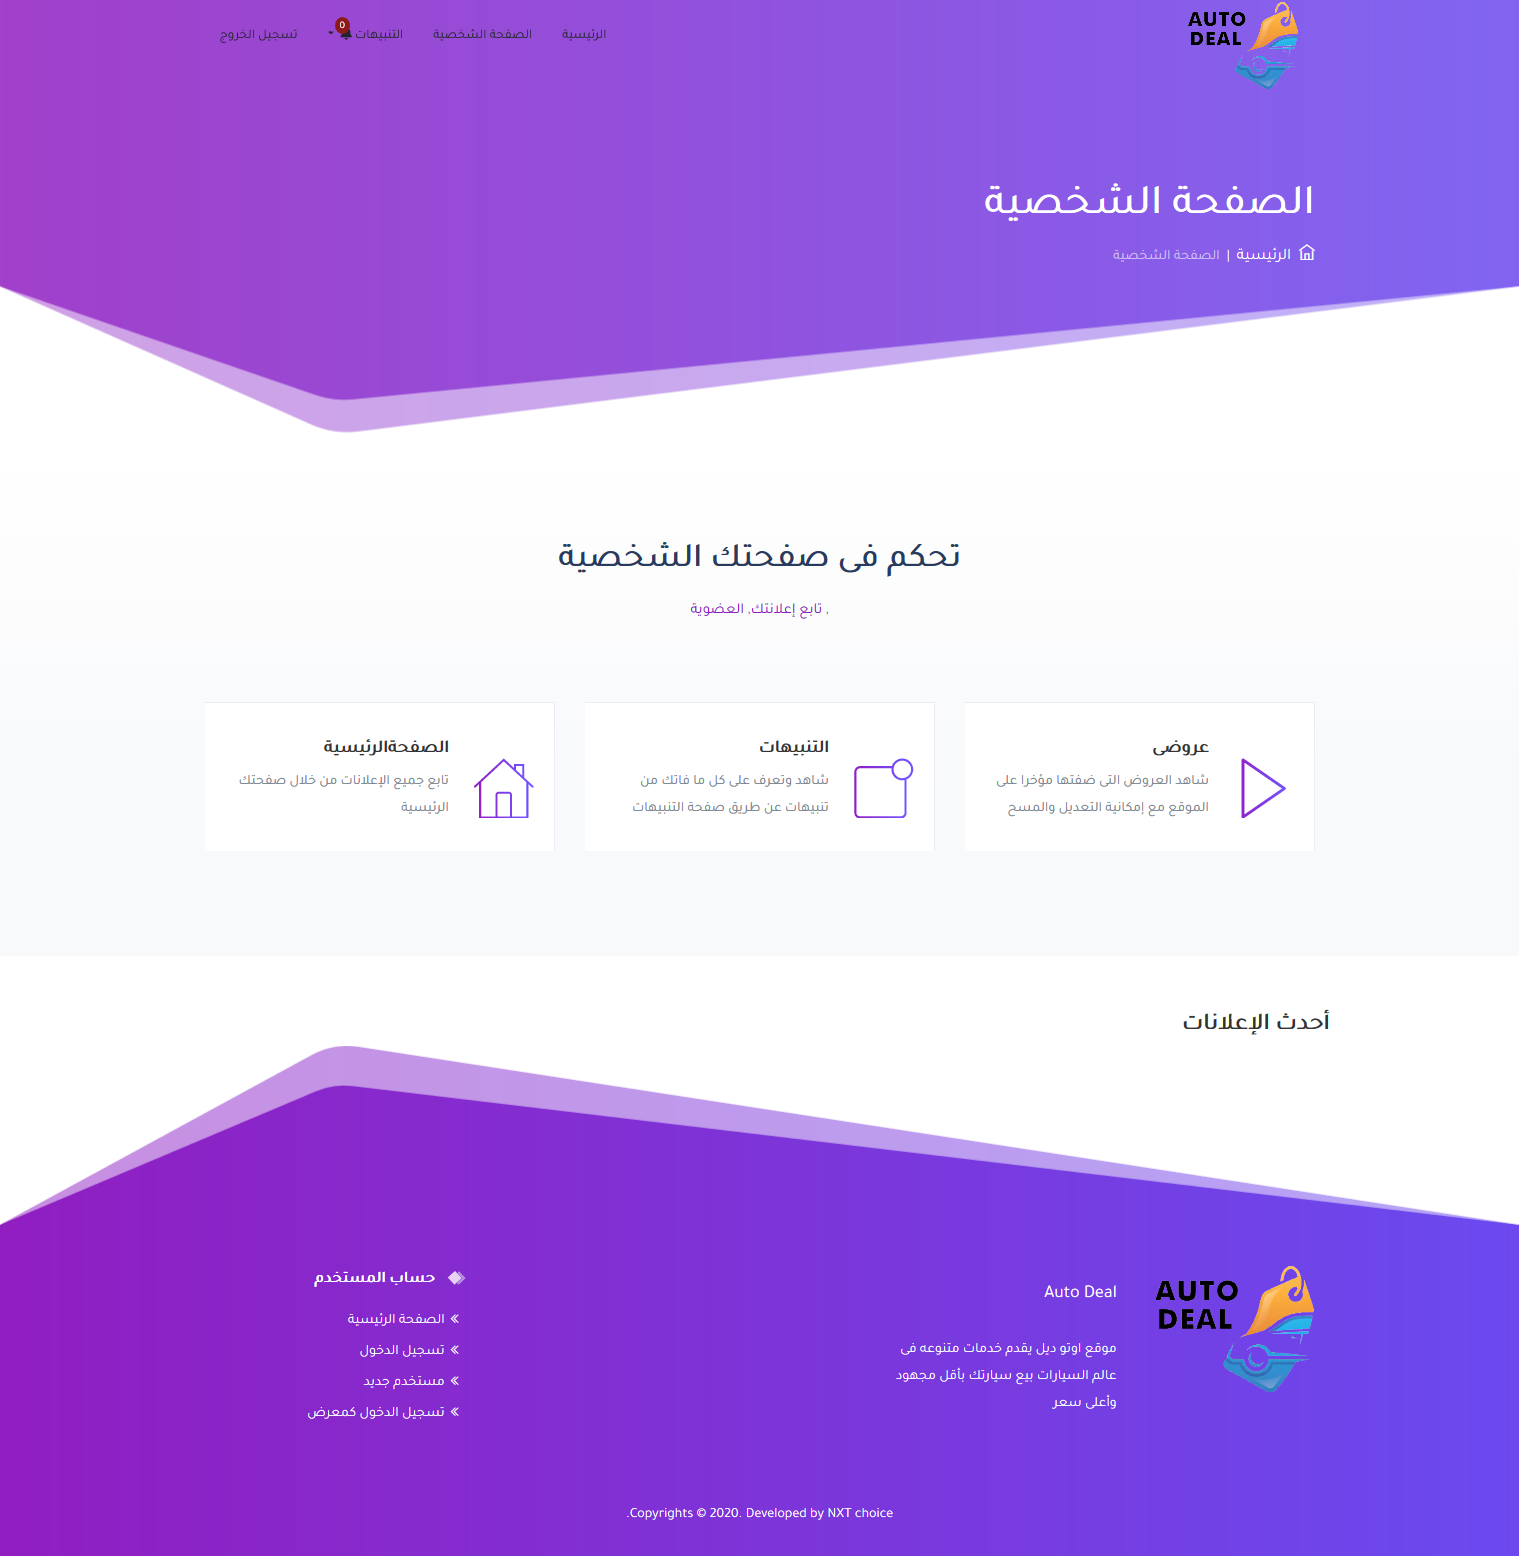 AUTO
DEAL
الرئيسية
الصفحة الشخصية
التنبيهات
0
تسجيل الخروج
الصفحة الشخصية
الرئيسية | الصفحة الشخصية
تحكم فى صفحتك الشخصية
, تابع إعلانتك, العضوية
عروضى
شاهد العروض التى ضفتها مؤخرا على
الموقع مع إمكانية التعديل والمسح
التنبيهات
شاهد وتعرف على كل ما فاتك من
تنبيهات عن طريق صفحة التنبيهات
الصفحةالرئيسية
تابع جميع الإعلانات من خلال صفحتك
الرئيسية
أحدث الإعلانات
AUTO
DEAL
Auto Deal
موقع اوتو ديل يقدم خدمات متنوعه فى
عالم السيارات بيع سيارتك بأقل مجهود
وأعلى سعر
حساب المستخدم
الصفحة الرئيسية
تسجيل الدخول
مستخدم جديد
تسجيل الدخول كمعرض
.Copyrights © 2020. Developed by NXT choice